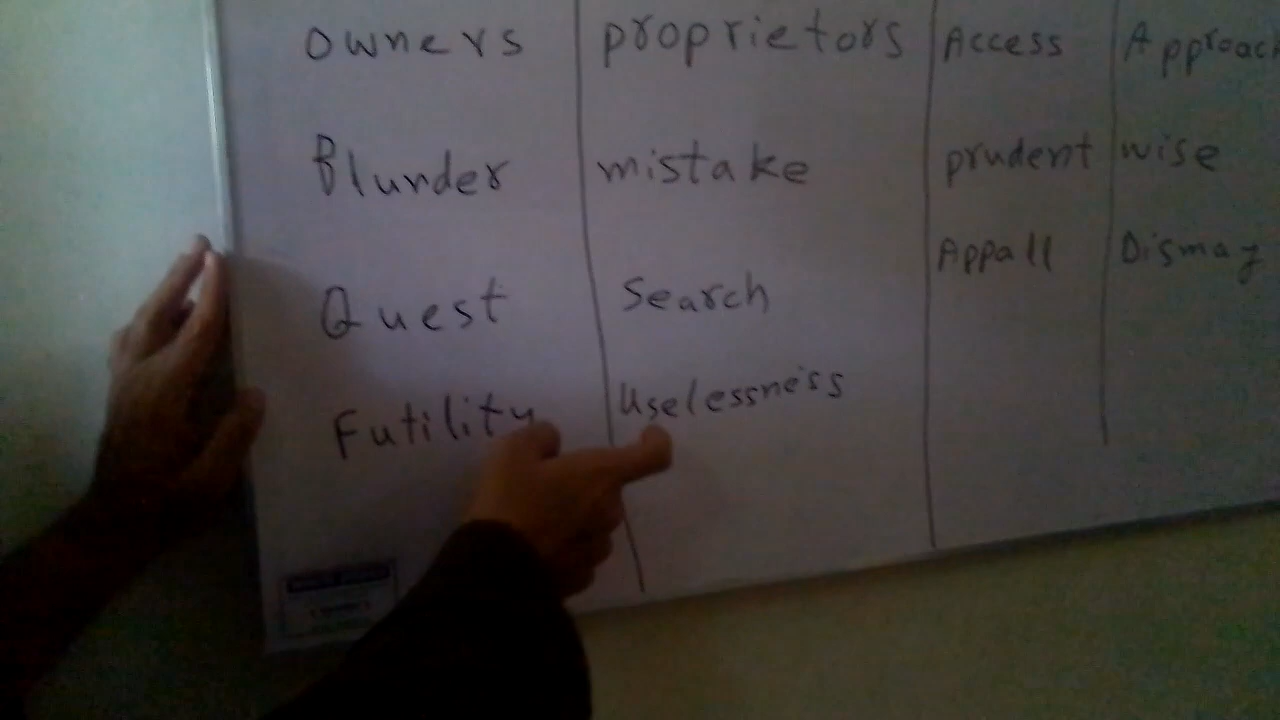 Owners proprietors Access Approach
Blunder mistake prudent wise
Quest Search Appall Dismay
Futility Uselessness